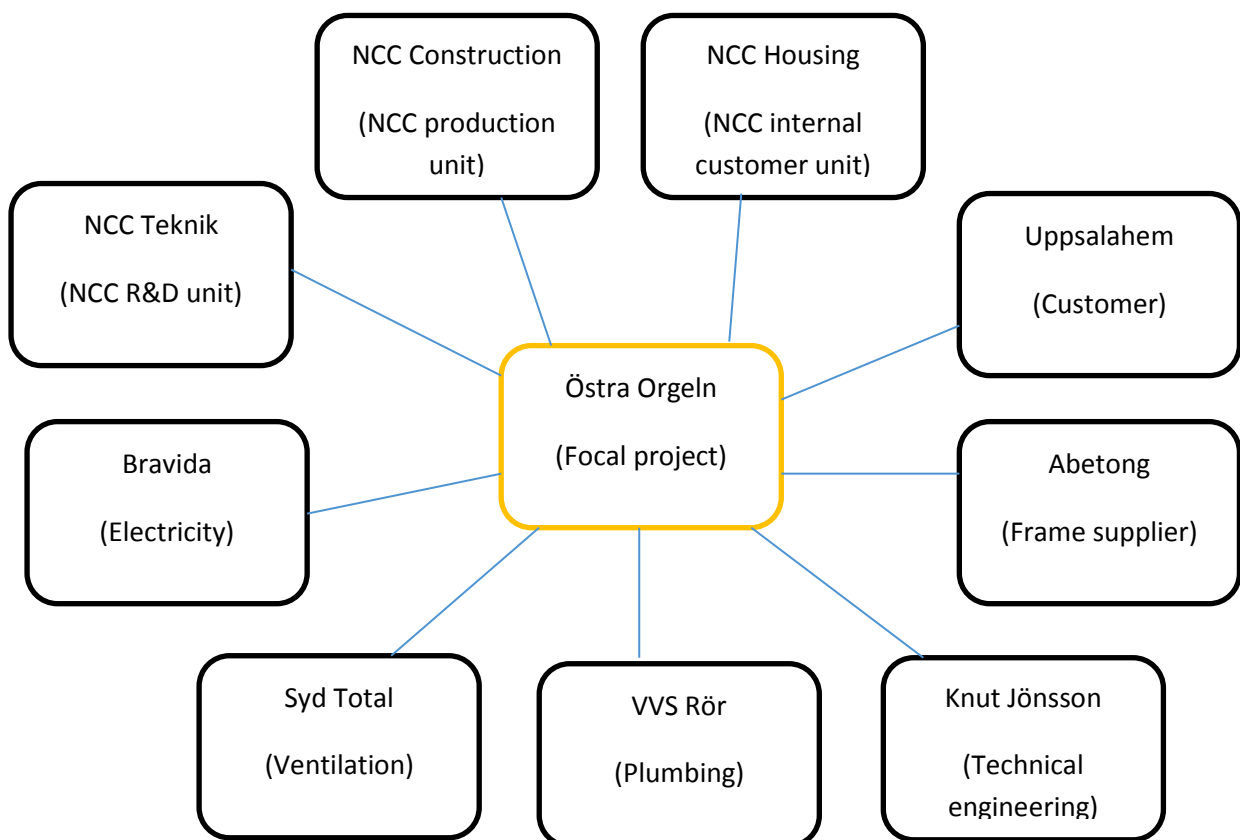 NCC Construction
(NCC production
unit)
NCC Housing
(NCC internal
customer unit)
NCC Teknik
(NCC R&D unit)
Uppsalahem
(Customer)
Östra Orgeln
(Focal project)
Bravida
(Electricity)
Abetong
(Frame supplier)
Syd Total
(Ventilation)
VVS Rör
(Plumbing)
Knut Jönsson
(Technical
engineering)